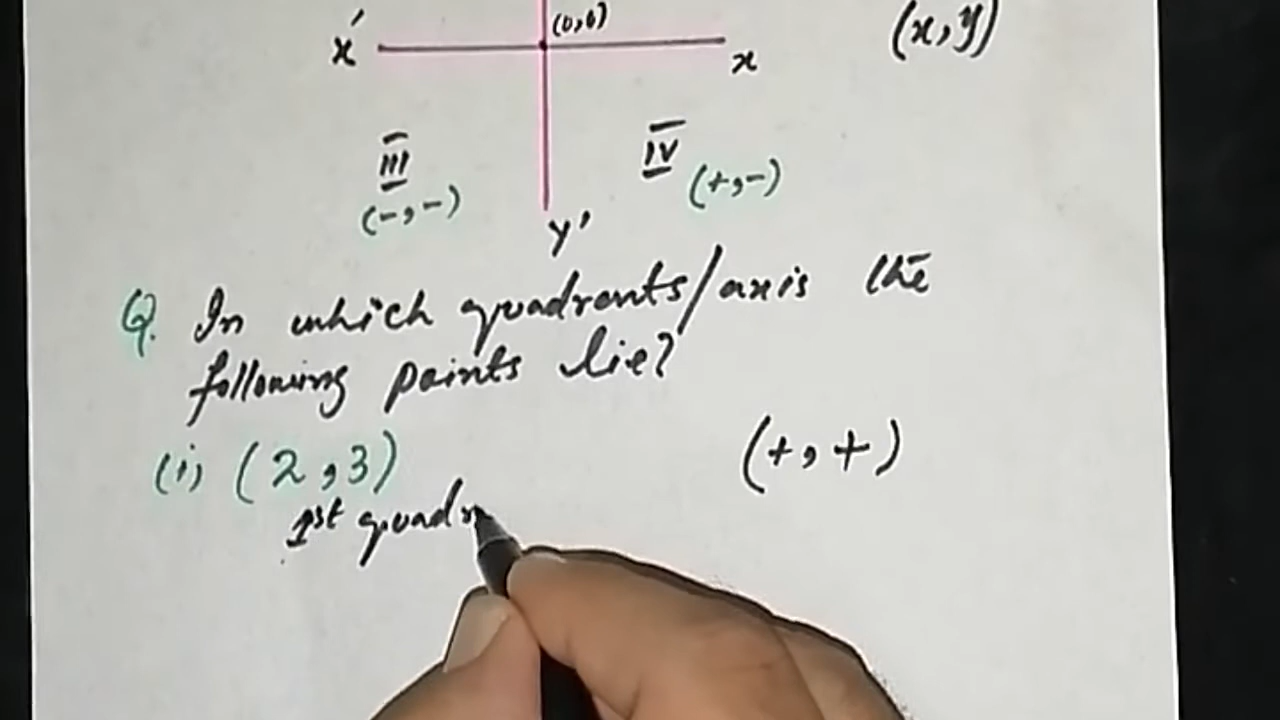 (0,0)
x'
x
(x,y)
III
IV
(-,-)
(+,-)
y'
Q. In which quadrants/axis the
following points lie?
(i) (2,3)
(+,+)
1st quadr